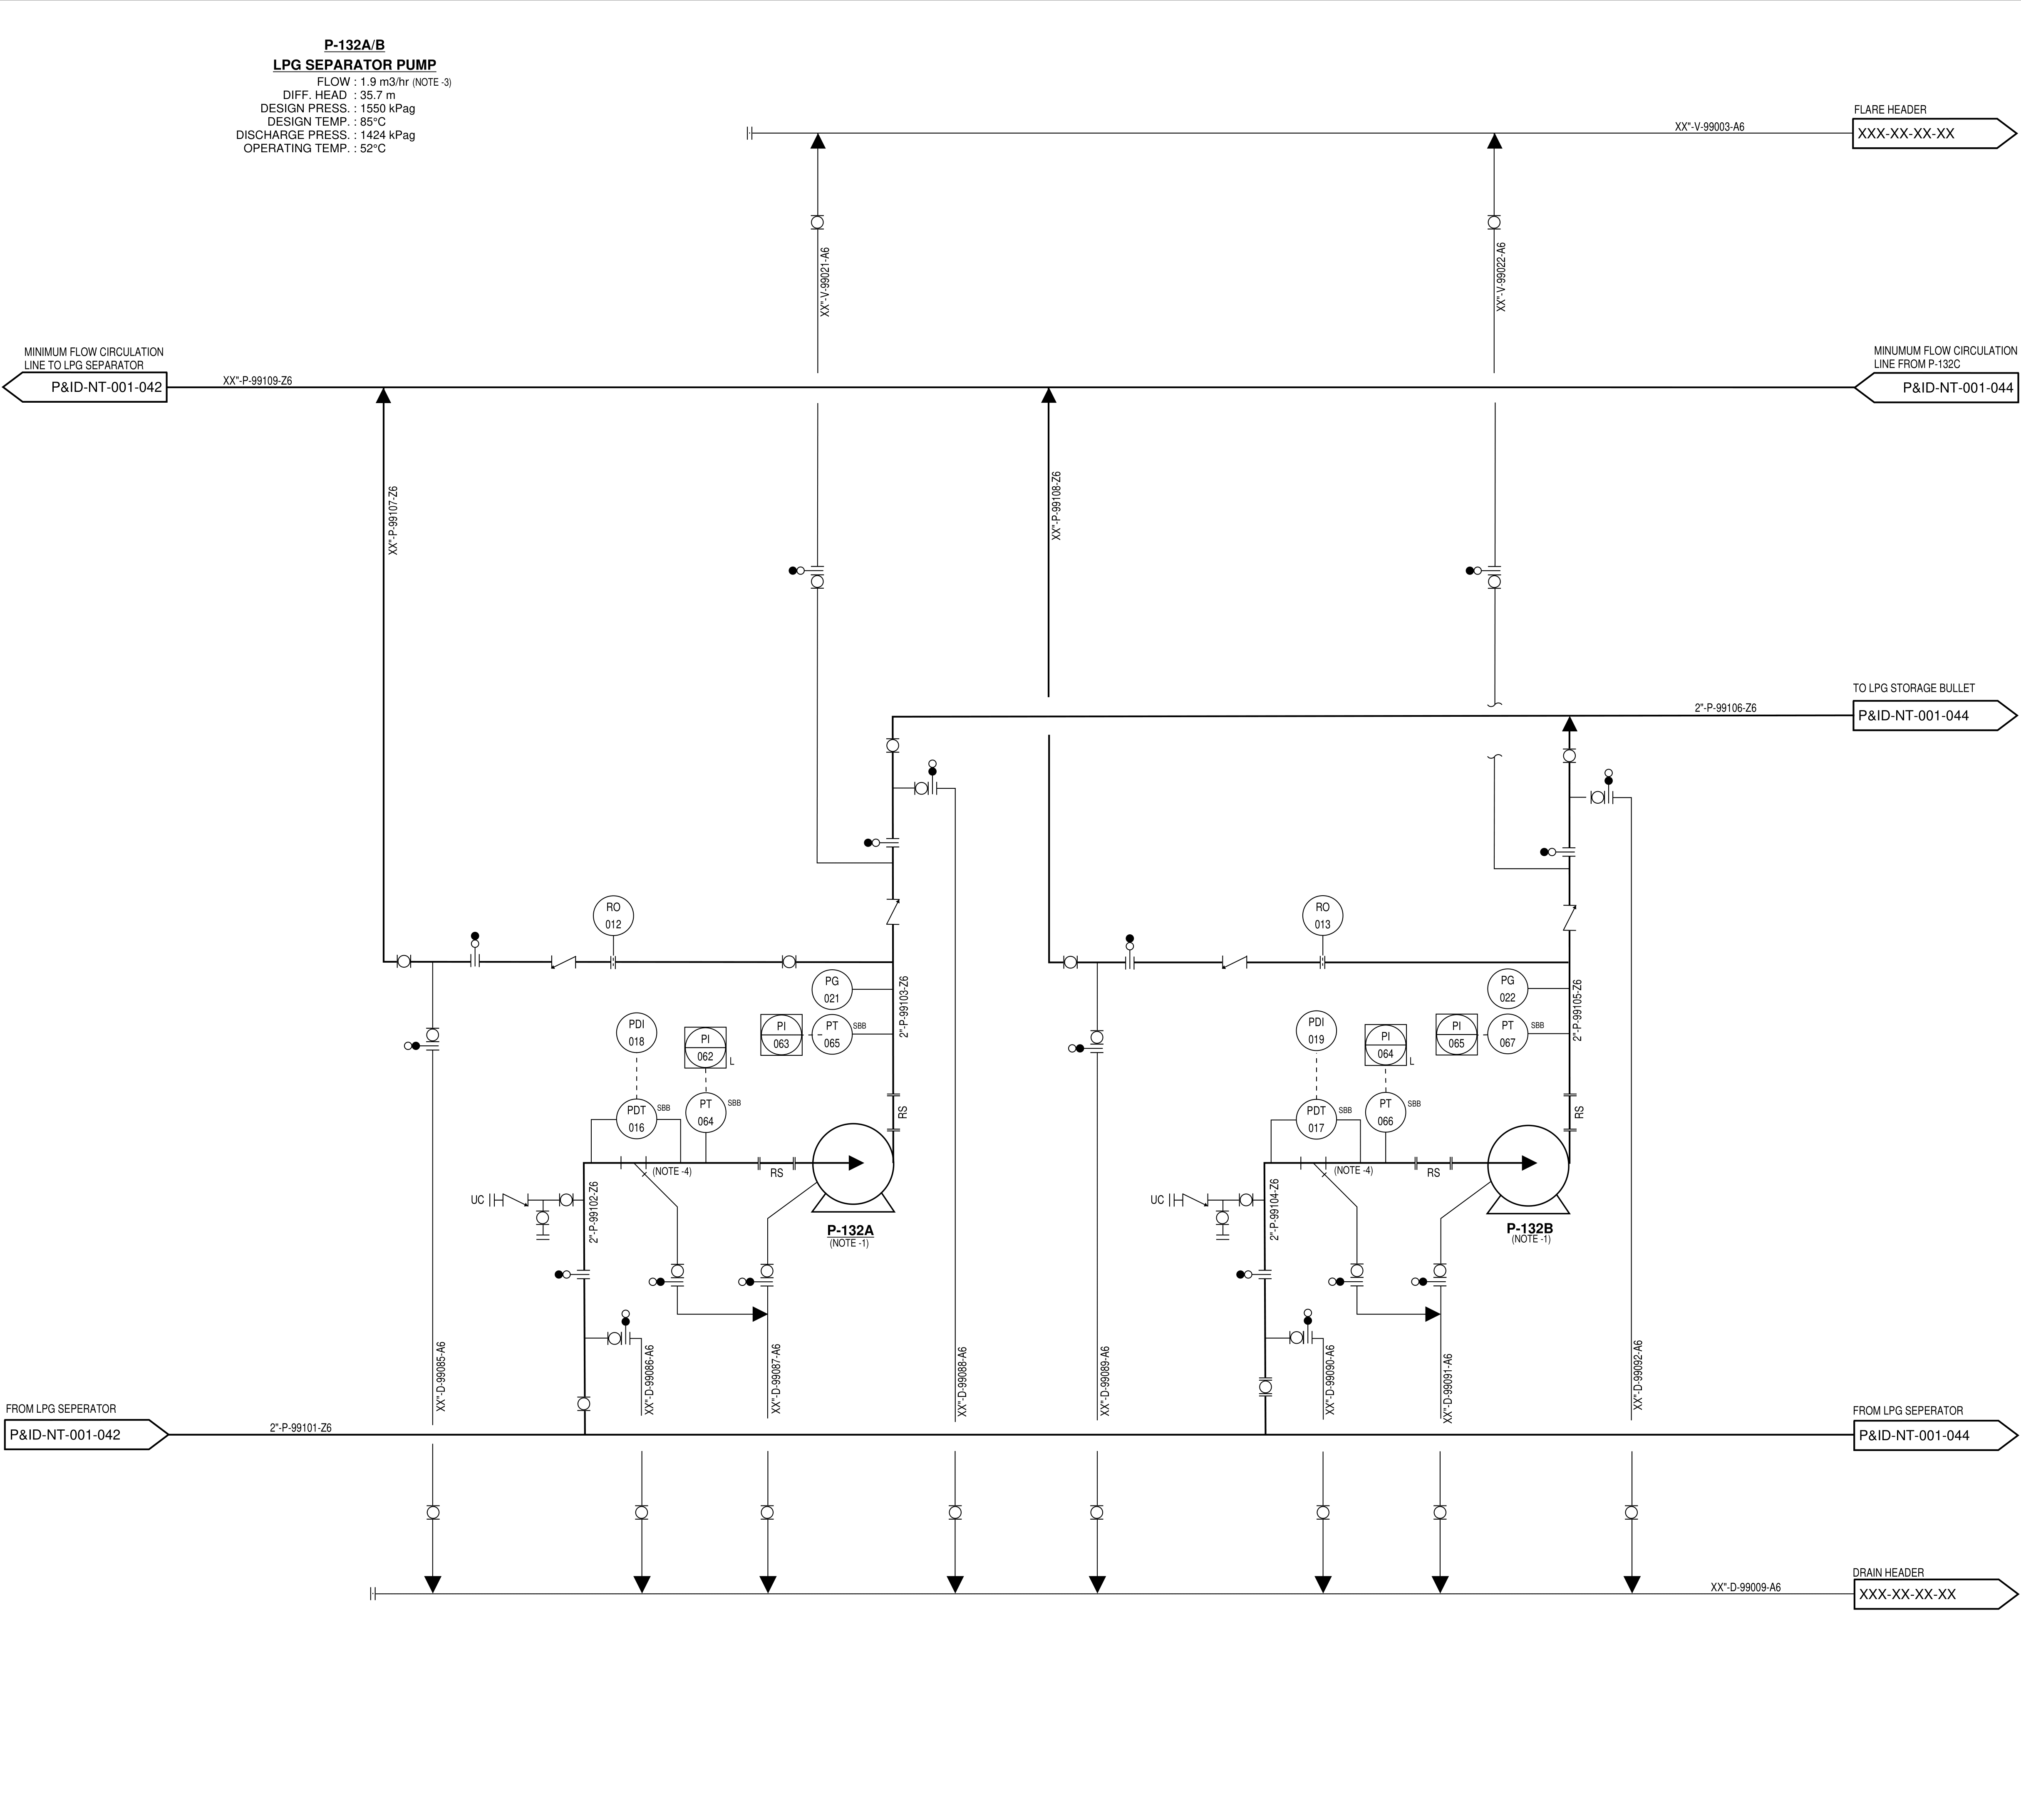 P-132A/B
LPG SEPARATOR PUMP
FLOW : 1.9 m3/hr (NOTE -3)
DIFF. HEAD : 35.7 m
DESIGN PRESS. : 1550 kPag
DESIGN TEMP. : 85°C
DISCHARGE PRESS. : 1424 kPag
OPERATING TEMP. : 52°C
FLARE HEADER
XX"-V-99003-A6
XXX-XX-XX-XX
XX"-V-99021-A6
XX"-V-99022-A6
MINIMUM FLOW CIRCULATION
LINE TO LPG SEPARATOR
P&ID-NT-001-042
XX"-P-99109-Z6
MINUMUM FLOW CIRCULATION
LINE FROM P-132C
P&ID-NT-001-044
XX"-P-99107-Z6
XX"-P-99108-Z6
TO LPG STORAGE BULLET
2"-P-99106-Z6
P&ID-NT-001-044
RO
012
RO
013
PG
021
PG
022
2"-P-99103-Z6
2"-P-99105-Z6
PDI
018
PI
062
L
PI
063
PT
065
SBB
PDI
019
PI
064
L
PI
065
PT
067
SBB
PDT
016
SBB
PT
064
SBB
RS
PDT
017
SBB
PT
066
SBB
RS
(NOTE -4)
RS
(NOTE -4)
RS
UC
2"-P-99102-Z6
P-132A
(NOTE -1)
UC
2"-P-99104-Z6
P-132B
(NOTE -1)
XX"-D-99085-A6
XX"-D-99086-A6
XX"-D-99087-A6
XX"-D-99088-A6
XX"-D-99089-A6
XX"-D-99090-A6
XX"-D-99091-A6
XX"-D-99092-A6
FROM LPG SEPERATOR
P&ID-NT-001-042
2"-P-99101-Z6
FROM LPG SEPERATOR
P&ID-NT-001-044
DRAIN HEADER
XX"-D-99009-A6
XXX-XX-XX-XX